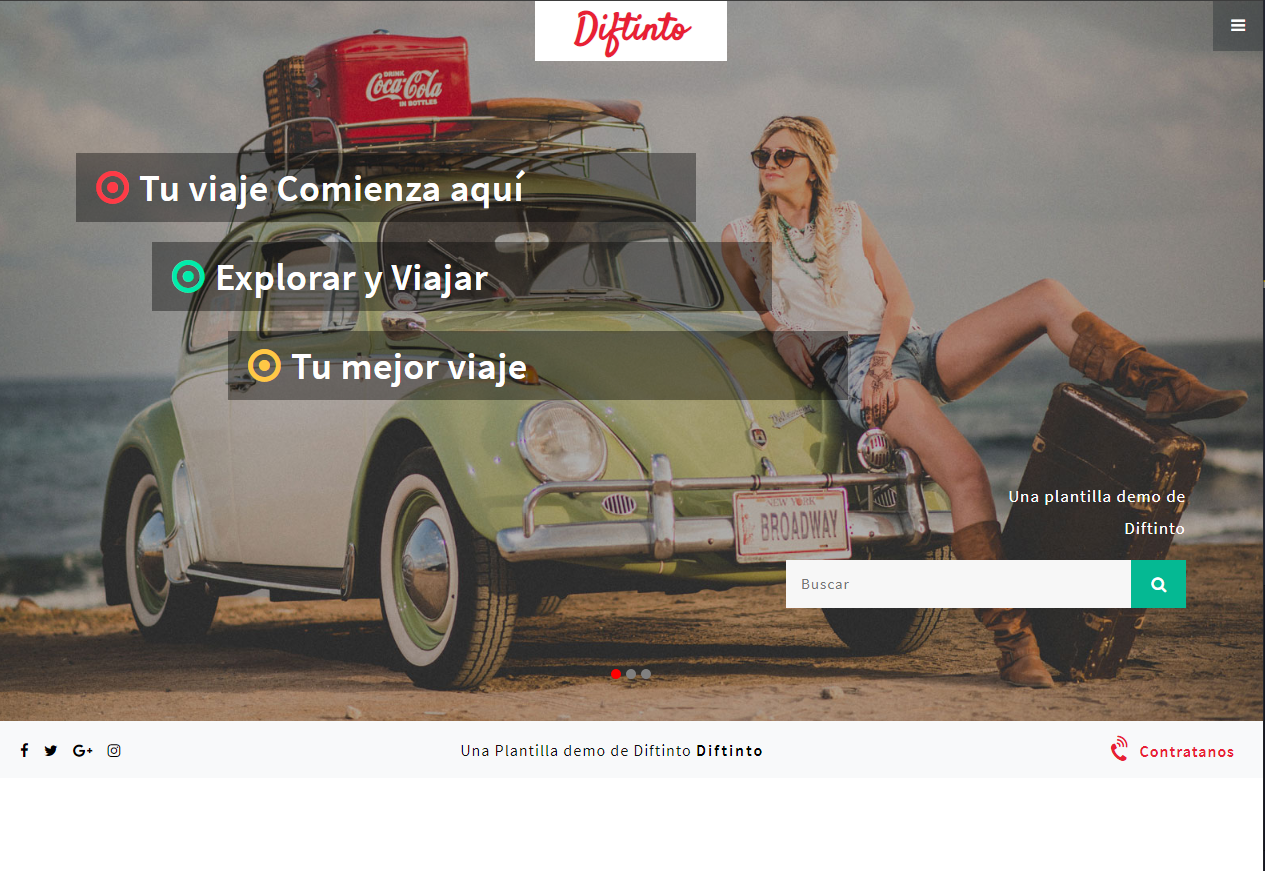 Diftinto
DRINK
Coca-Cola
IN BOTTLES
Tu viaje Comienza aquí
Explorar y Viajar
Tu mejor viaje
NEW YORK
BROADWAY
Una plantilla demo de
Diftinto
Buscar
Una Plantilla demo de Diftinto Diftinto
Contratanos